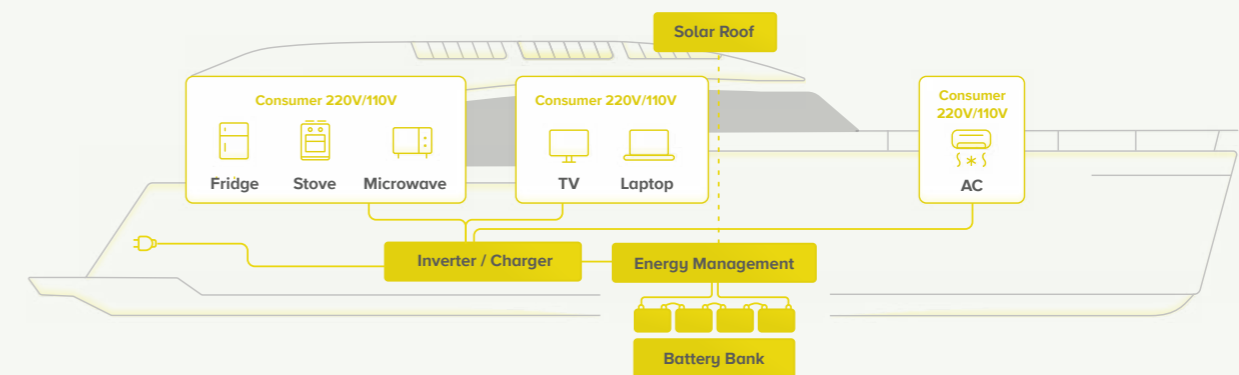 Solar Roof
Consumer 220V/110V
Fridge Stove Microwave
Consumer 220V/110V
TV Laptop
Consumer
220V/110V
AC
Inverter / Charger
Energy Management
Battery Bank